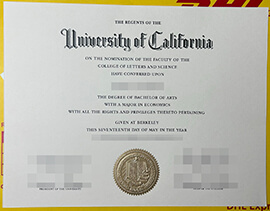 DHL
THE REGENTS OF THE
University of California
ON THE NOMINATION OF THE FACULTY OF THE
COLLEGE OF LETTERS AND SCIENCE
HAVE CONFERRED UPON
THE DEGREE OF BACHELOR OF ARTS
WITH A MAJOR IN ECONOMICS
WITH ALL THE RIGHTS AND PRIVILEGES THERETO PERTAINING
GIVEN AT BERKELEY
THIS SEVENTEENTH DAY OF MAY IN THE YEAR